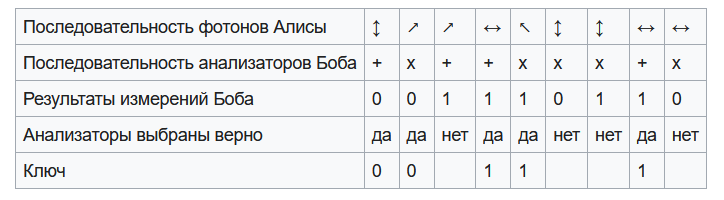 Последовательность фотонов Алисы ↕ ↗ ↗ ↔ ↖ ↕ ↕ ↔ ↔
Последовательность анализаторов Боба + x + + x x x + x
Результаты измерений Боба 0 0 1 1 1 0 1 1 0
Анализаторы выбраны верно да да нет да да нет нет да нет
Ключ 0 0 1 1 1